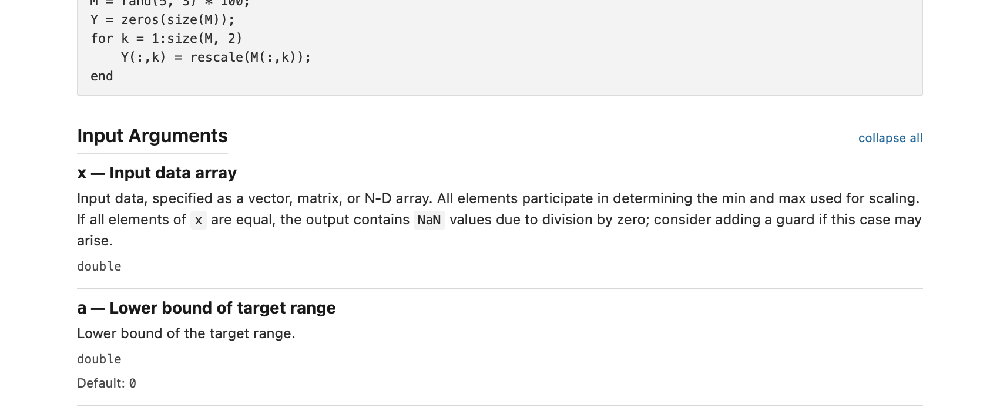 M = rand(5, 3) * 100;
Y = zeros(size(M));
for k = 1:size(M, 2)
    Y(:,k) = rescale(M(:,k));
end
Input Arguments
collapse all
x — Input data array
Input data, specified as a vector, matrix, or N-D array. All elements participate in determining the min and max used for scaling.
If all elements of x are equal, the output contains NaN values due to division by zero; consider adding a guard if this case may
arise.
double
a — Lower bound of target range
Lower bound of the target range.
double
Default: 0